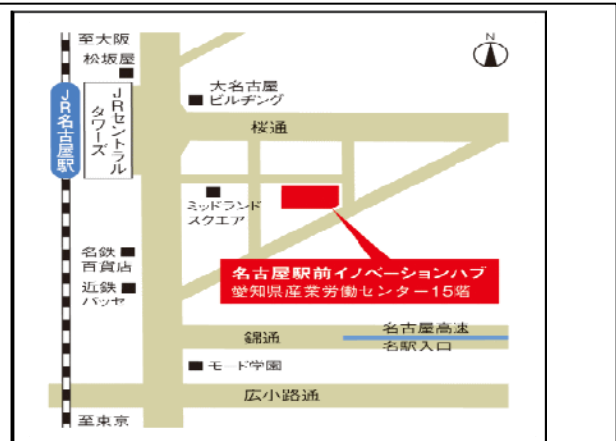 至大阪
松坂屋
N
大名古屋
ビルヂング
JR名古屋駅
JRセントラル
タワーズ
桜通
ミッドランド
スクエア
名鉄
百貨店
近鉄
パッセ
名古屋駅前イノベーションハブ
愛知県産業労働センター15階
錦通
名古屋高速
名駅入口
モード学園
広小路通
至東京